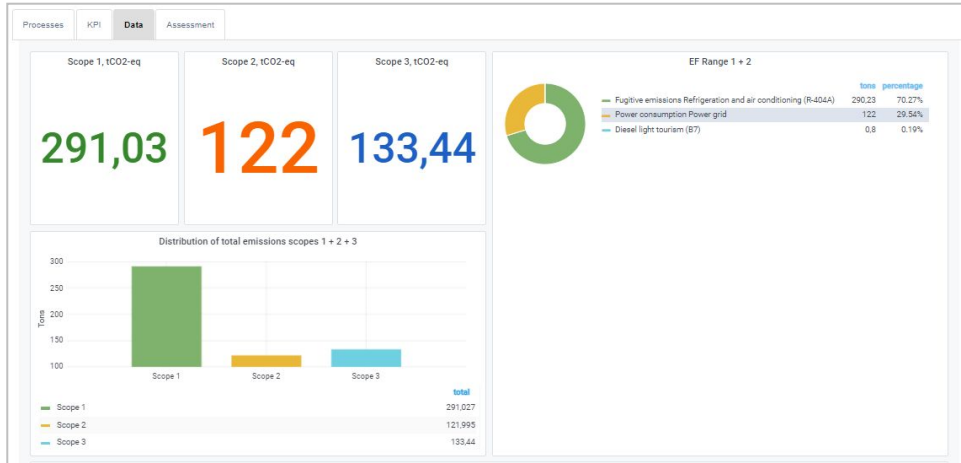 Processes KPI Data Assessment
Scope 1, tCO2-eq
291,03
Scope 2, tCO2-eq
122
Scope 3, tCO2-eq
133,44
EF Range 1 + 2
tons percentage
Fugitive emissions Refrigeration and air conditioning (R-404A) 290,23 70.27%
Power consumption Power grid 122 29.54%
Diesel light tourism (B7) 0,8 0.19%
Distribution of total emissions scopes 1 + 2 + 3
300
250
200
150
100
Tons
Scope 1 Scope 2 Scope 3
total
Scope 1 291,027
Scope 2 121,995
Scope 3 133,44